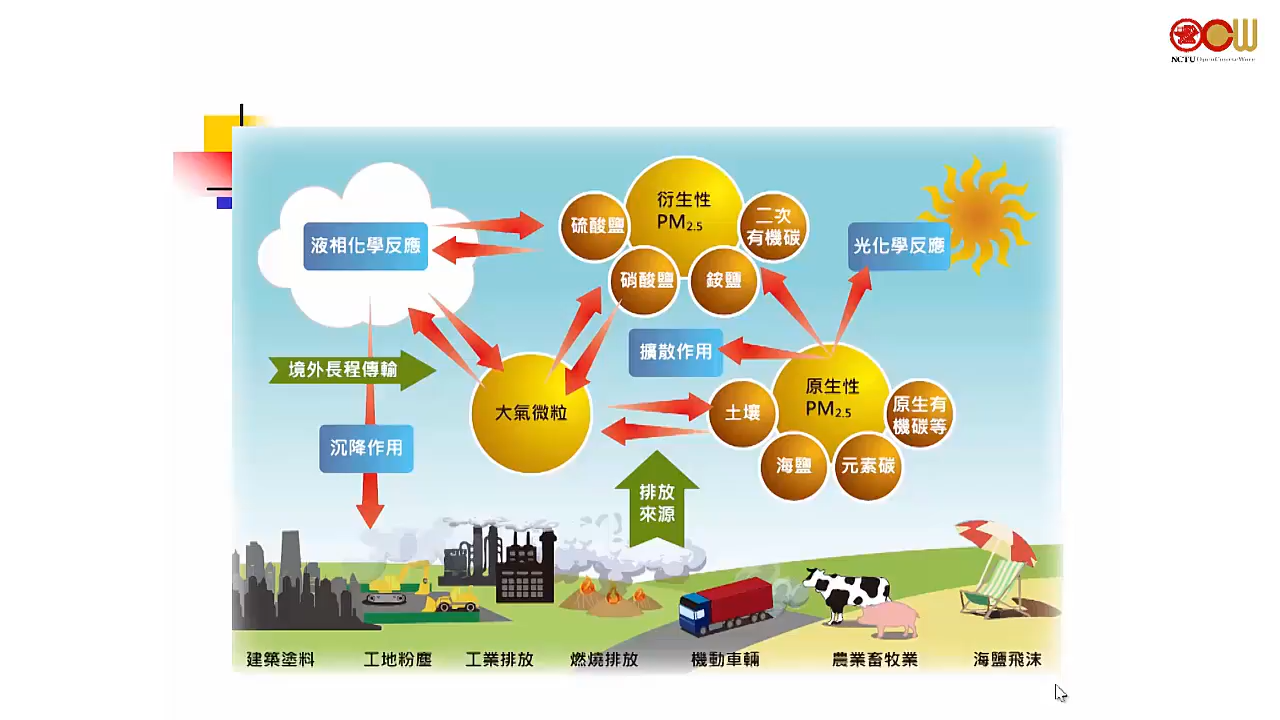 NCTU OpenCourseWare
衍生性
PM2.5
硫酸鹽
二次
有機碳
硝酸鹽
銨鹽
液相化學反應
光化學反應
擴散作用
境外長程傳輸
大氣微粒
原生性
PM2.5
土壤
原生有
機碳等
海鹽
元素碳
沉降作用
排放
來源
建築塗料
工地粉塵
工業排放
燃燒排放
機動車輛
農業畜牧業
海鹽飛沫